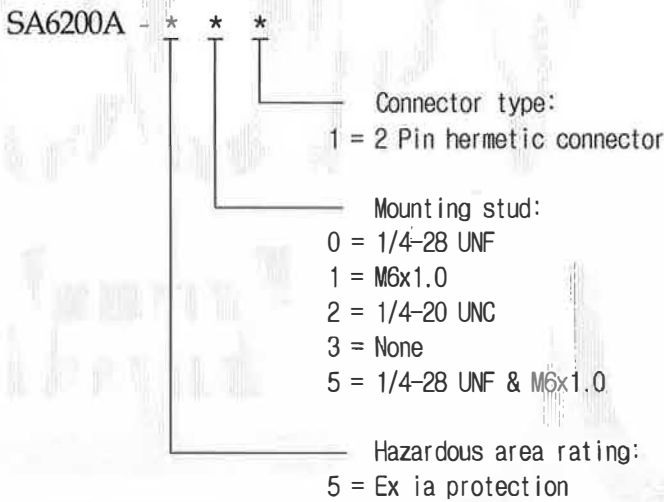 SA6200A - * * *
Connector type:
1 = 2 Pin hermetic connector
Mounting stud:
0 = 1/4-28 UNF
1 = M6x1.0
2 = 1/4-20 UNC
3 = None
5 = 1/4-28 UNF & M6x1.0
Hazardous area rating:
5 = Ex ia protection